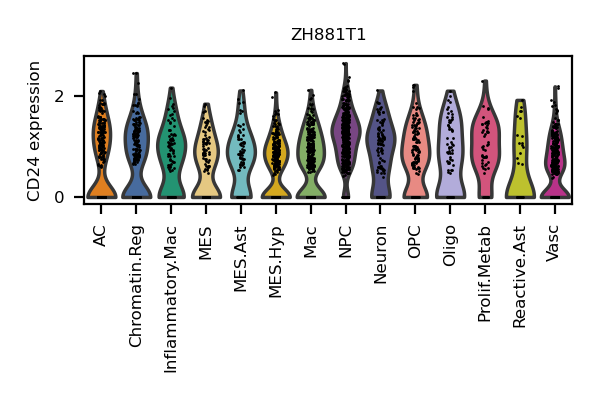 ZH881T1
CD24 expression
2
0
AC
Chromatin.Reg
Inflammatory.Mac
MES
MES.Ast
MES.Hyp
Mac
NPC
Neuron
OPC
Oligo
Prolif.Metab
Reactive.Ast
Vasc